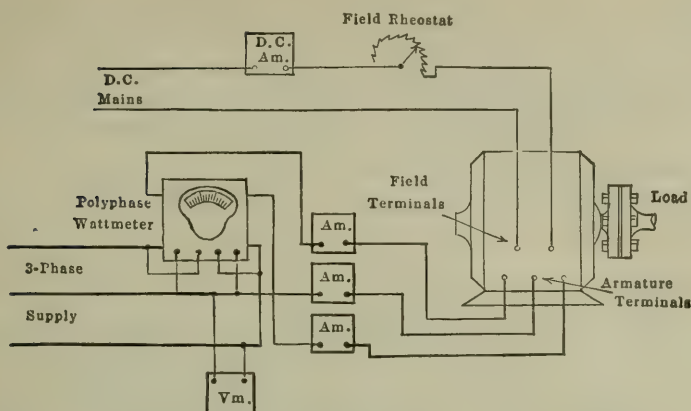 Field Rheostat
D.C.
Am.
D.C.
Mains
Polyphase
Wattmeter
Field
Terminals
Load
Am.
3-Phase
Am.
Armature
Terminals
Supply
Am.
Vm.